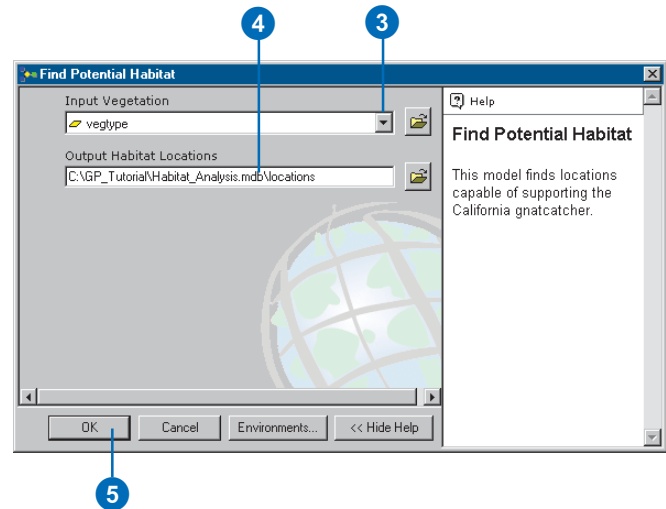 4
3
Find Potential Habitat
Input Vegetation
vegtype
Output Habitat Locations
C:\GP_Tutorial\Habitat_Analysis.mdb\locations
Help
Find Potential Habitat
This model finds locations
capable of supporting the
California gnatcatcher.
OK
Cancel
Environments...
<< Hide Help
5